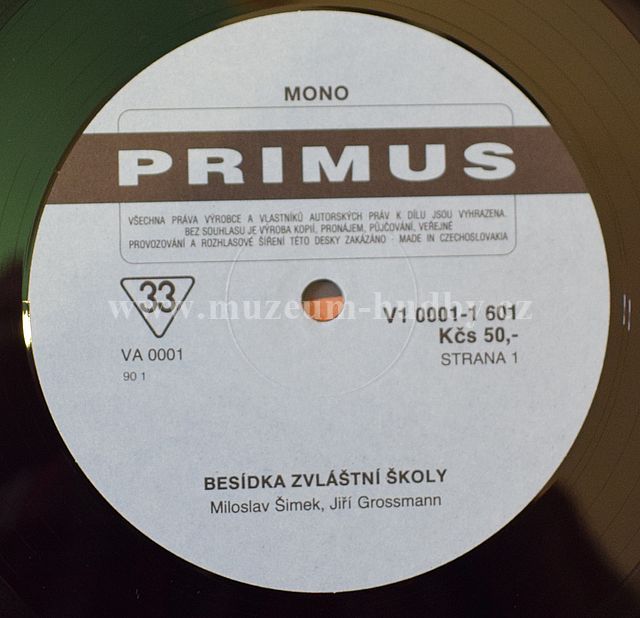 MONO
PRIMUS
VŠECHNA PRÁVA VÝROBCE A VLASTNÍKŮ AUTORSKÝCH PRÁV K DÍLU JSOU VYHRAZENA.
BEZ SOUHLASU JE VÝROBA KOPIÍ, PRONÁJEM, PŮJČOVÁNÍ, VEŘEJNÉ
PROVOZOVÁNÍ A ROZHLASOVÉ ŠÍŘENÍ TÉTO DESKY ZAKÁZÁNO · MADE IN CZECHOSLOVAKIA
33
www.muzeum-hudby.cz
V1 0001-1 601
Kčs 50,-
VA 0001
STRANA 1
90 1
BESÍDKA ZVLÁŠTNÍ ŠKOLY
Miloslav Šimek, Jiří Grossmann